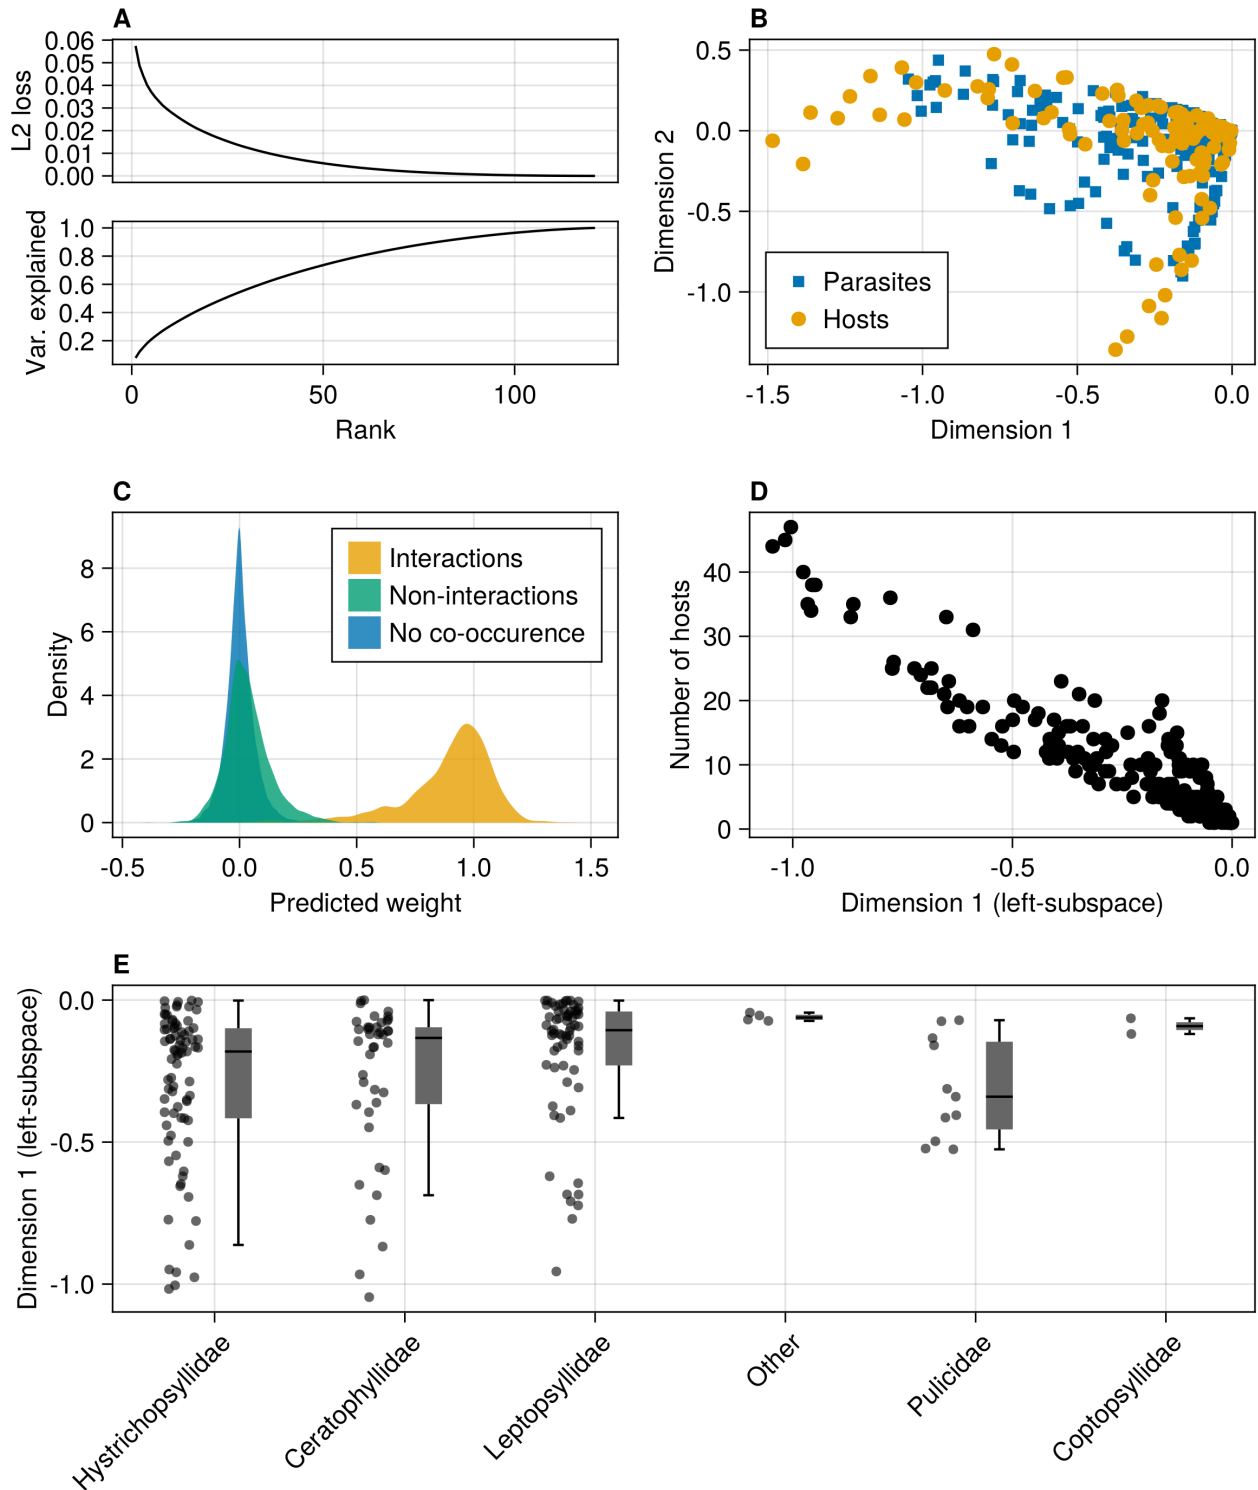 A
L2 loss
0.06
0.05
0.04
0.03
0.02
0.01
0.00
Var. explained
1.0
0.8
0.6
0.4
0.2
0
50
100
Rank
B
Dimension 2
0.5
0.0
-0.5
-1.0
Parasites
Hosts
-1.5
-1.0
-0.5
0.0
Dimension 1
C
Density
8
6
4
2
0
Interactions
Non-interactions
No co-occurence
-0.5
0.0
0.5
1.0
1.5
Predicted weight
D
Number of hosts
40
30
20
10
0
-1.0
-0.5
0.0
Dimension 1 (left-subspace)
E
Dimension 1 (left-subspace)
0.0
-0.5
-1.0
Hystrichopsyllidae
Ceratophyllidae
Leptopsyllidae
Other
Pulicidae
Coptopsyllidae